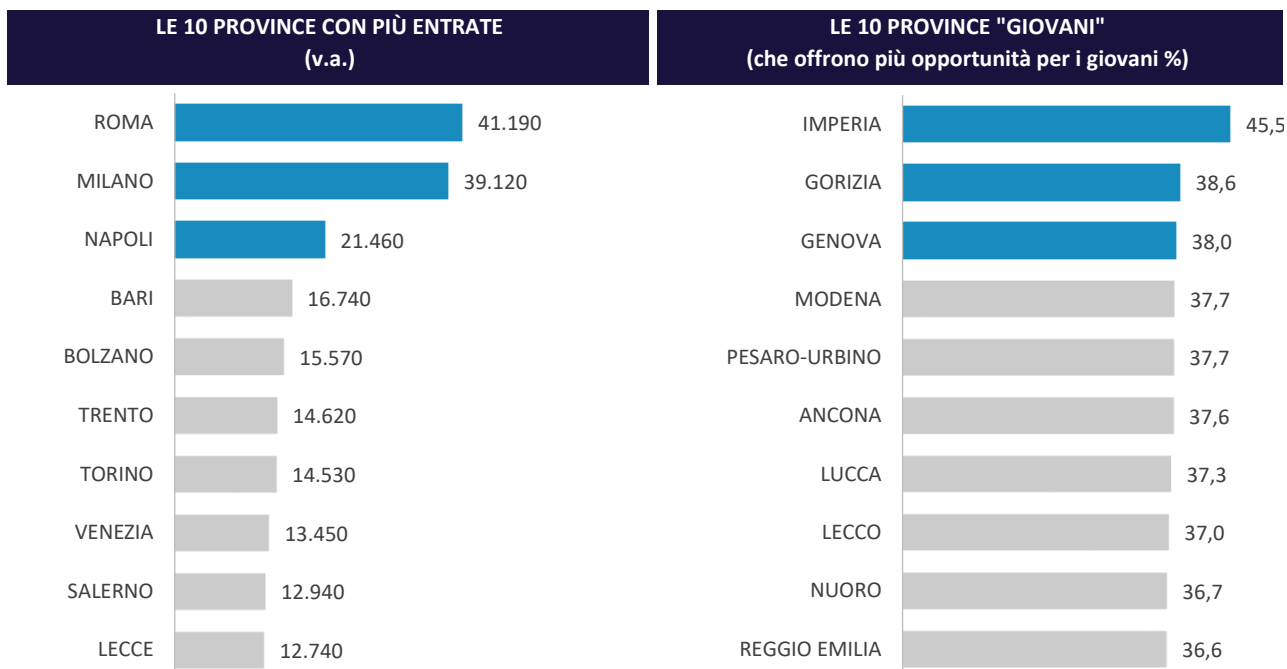 LE 10 PROVINCE CON PIÙ ENTRATE
(v.a.)
ROMA 41.190
MILANO 39.120
NAPOLI 21.460
BARI 16.740
BOLZANO 15.570
TRENTO 14.620
TORINO 14.530
VENEZIA 13.450
SALERNO 12.940
LECCE 12.740
LE 10 PROVINCE "GIOVANI"
(che offrono più opportunità per i giovani %)
IMPERIA 45,5
GORIZIA 38,6
GENOVA 38,0
MODENA 37,7
PESARO-URBINO 37,7
ANCONA 37,6
LUCCA 37,3
LECCO 37,0
NUORO 36,7
REGGIO EMILIA 36,6